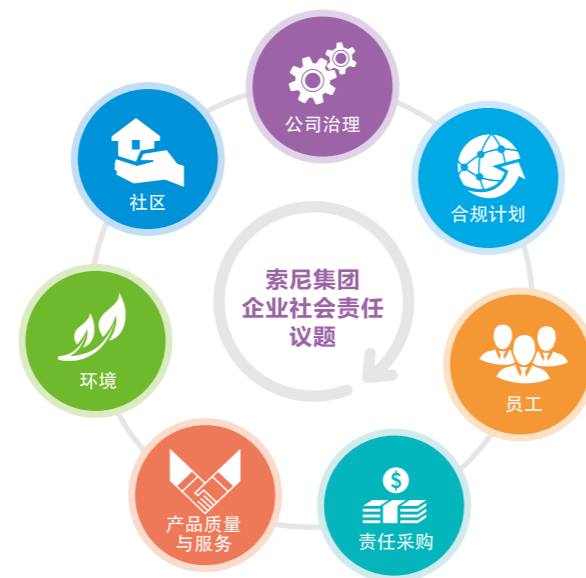 公司治理
合规计划
员工
$
责任采购
产品质量
与服务
环境
社区
索尼集团
企业社会责任
议题